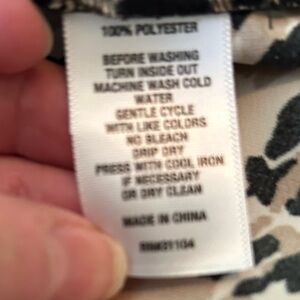 100% POLYESTER
BEFORE WASHING
TURN INSIDE OUT
MACHINE WASH COLD
WATER
GENTLE CYCLE
WITH LIKE COLORS
NO BLEACH
DRIP DRY
PRESS WITH COOL IRON
IF NECESSARY
OR DRY CLEAN
MADE IN CHINA